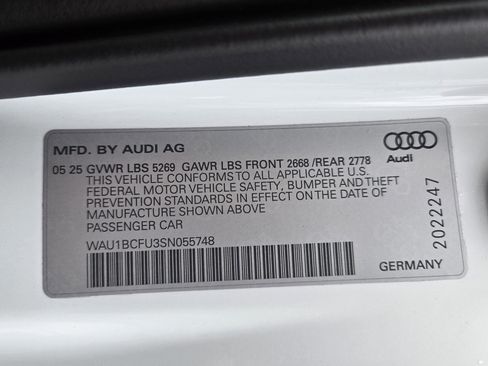 MFD. BY AUDI AG
05 25 GVWR LBS 5269 GAWR LBS FRONT 2668 /REAR 2778
THIS VEHICLE CONFORMS TO ALL APPLICABLE U.S.
FEDERAL MOTOR VEHICLE SAFETY, BUMPER AND THEFT
PREVENTION STANDARDS IN EFFECT ON THE DATE OF
MANUFACTURE SHOWN ABOVE
PASSENGER CAR
WAU1BCFU3SN055748
Audi
2022247
GERMANY